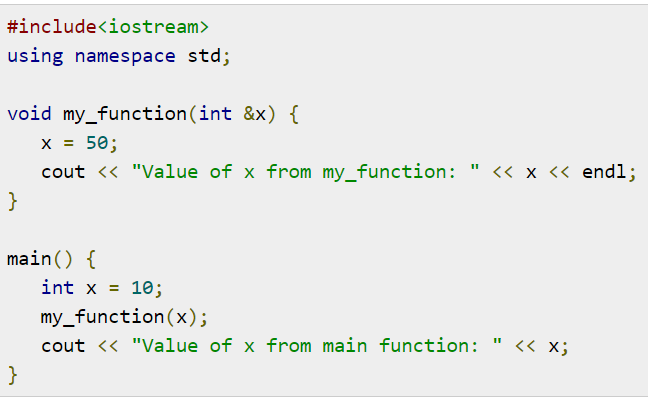 #include<iostream>
using namespace std;
void my_function(int &x) {
   x = 50;
   cout << "Value of x from my_function: " << x << endl;
}
main() {
   int x = 10;
   my_function(x);
   cout << "Value of x from main function: " << x;
}